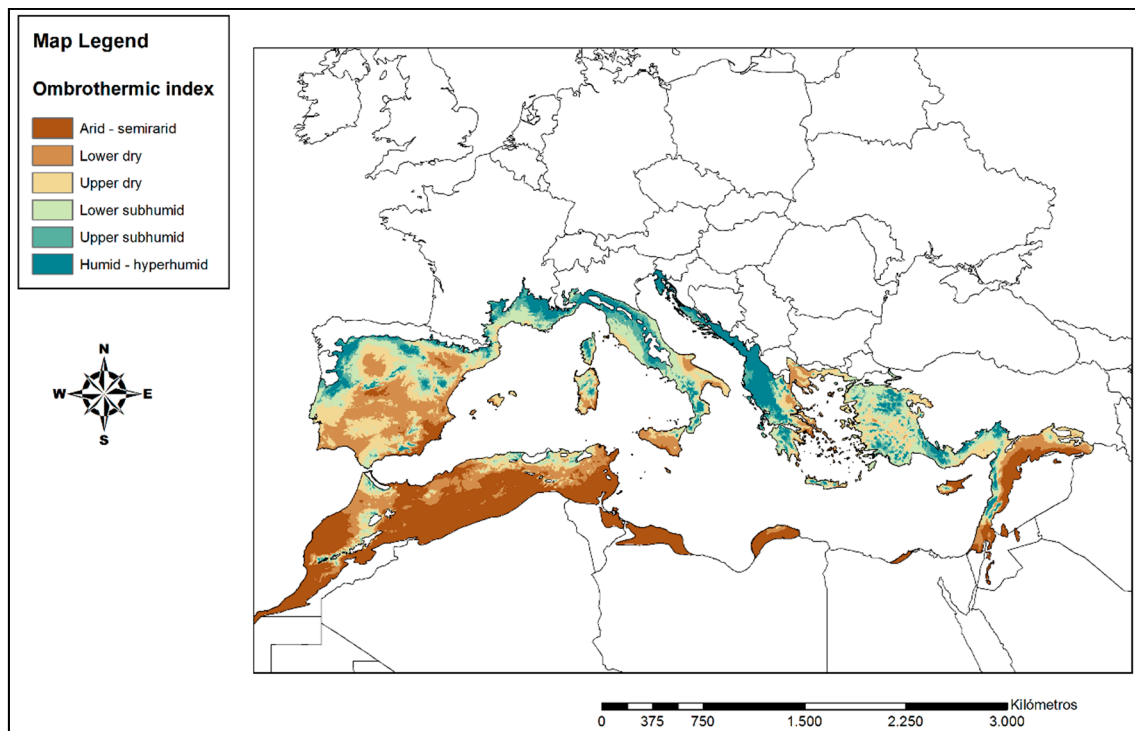 Map Legend
Ombrothermic index
Arid - semirarid
Lower dry
Upper dry
Lower subhumid
Upper subhumid
Humid - hyperhumid
N
W E
S
Kilómetros
0 375 750 1.500 2.250 3.000